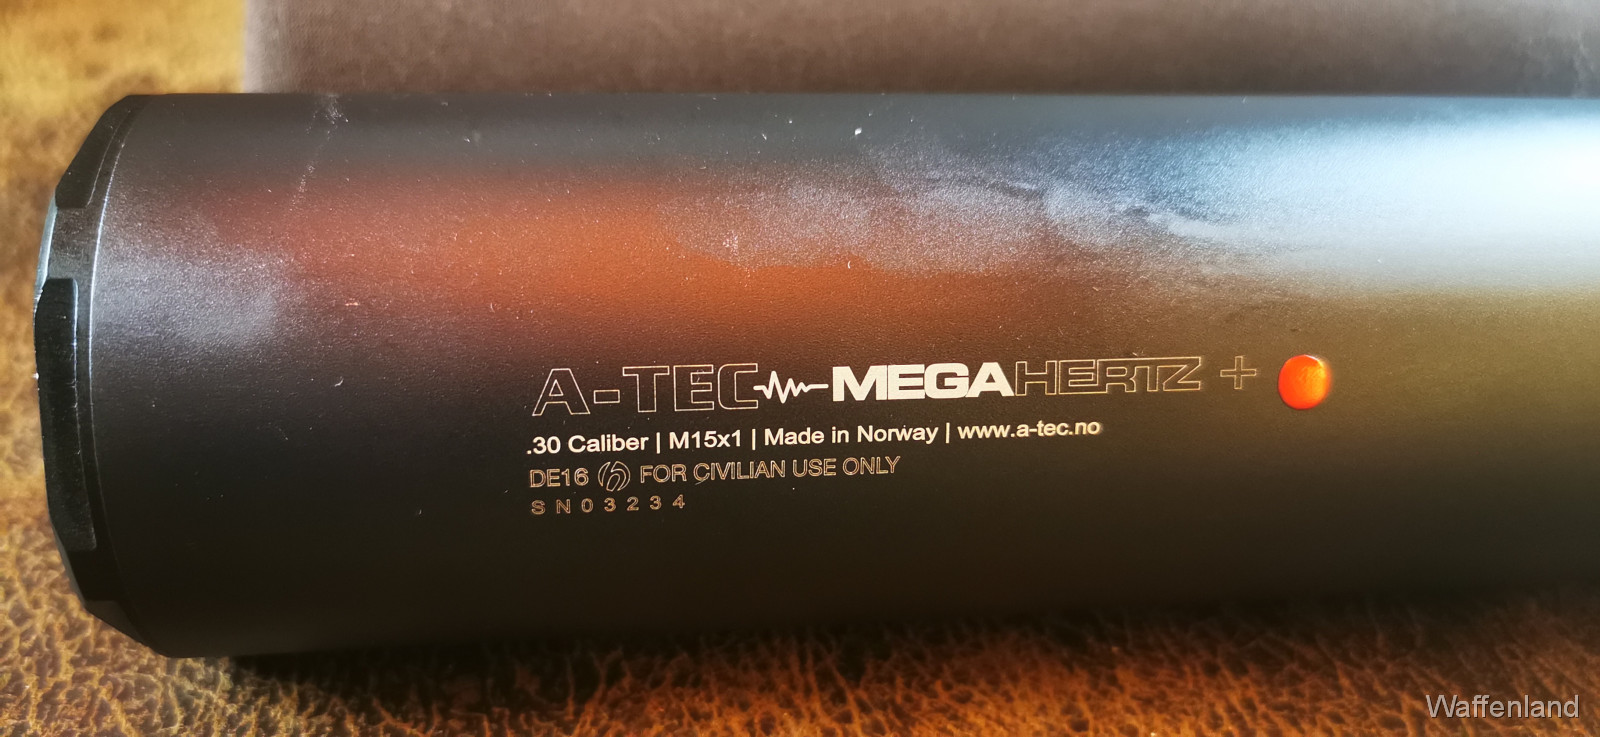 A-TEC MEGAHERTZ +
.30 Caliber | M15x1 | Made in Norway | www.a-tec.no
DE16 FOR CIVILIAN USE ONLY
SN03234
Waffenland